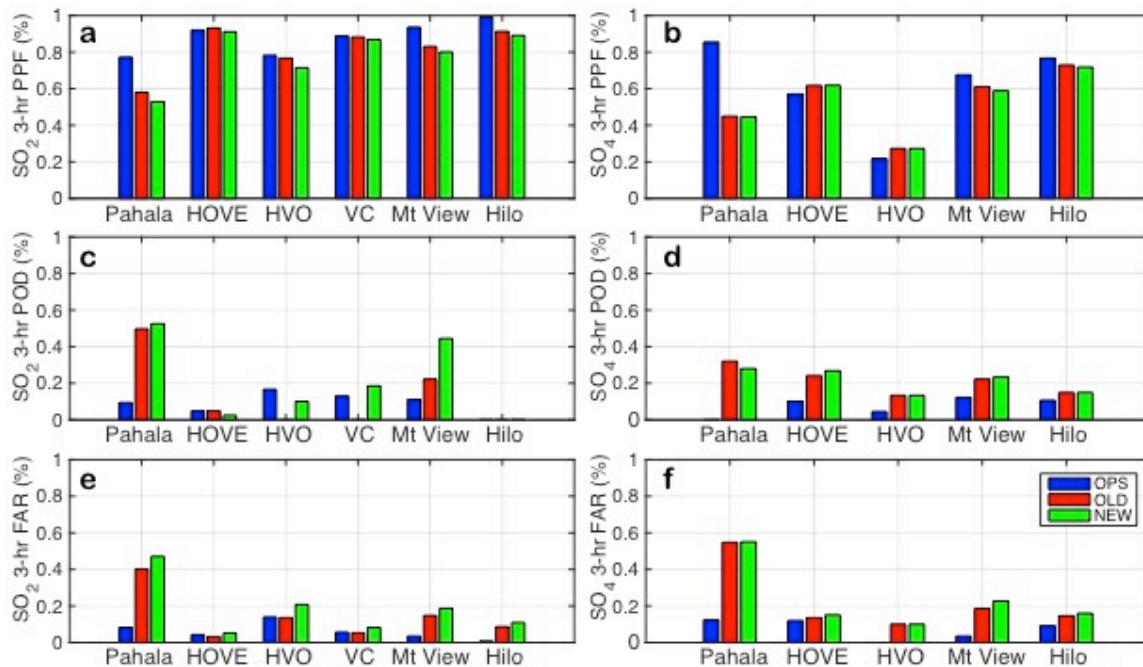 a
SO2 3-hr PPF (%)
1
0.8
0.6
0.4
0.2
0
Pahala HOVE HVO VC Mt View Hilo
b
SO4 3-hr PPF (%)
1
0.8
0.6
0.4
0.2
0
Pahala HOVE HVO Mt View Hilo
c
SO2 3-hr POD (%)
1
0.8
0.6
0.4
0.2
0
Pahala HOVE HVO VC Mt View Hilo
d
SO4 3-hr POD (%)
1
0.8
0.6
0.4
0.2
0
Pahala HOVE HVO Mt View Hilo
e
SO2 3-hr FAR (%)
1
0.8
0.6
0.4
0.2
0
Pahala HOVE HVO VC Mt View Hilo
f
SO4 3-hr FAR (%)
1
0.8
0.6
0.4
0.2
0
OPS
OLD
NEW
Pahala HOVE HVO Mt View Hilo